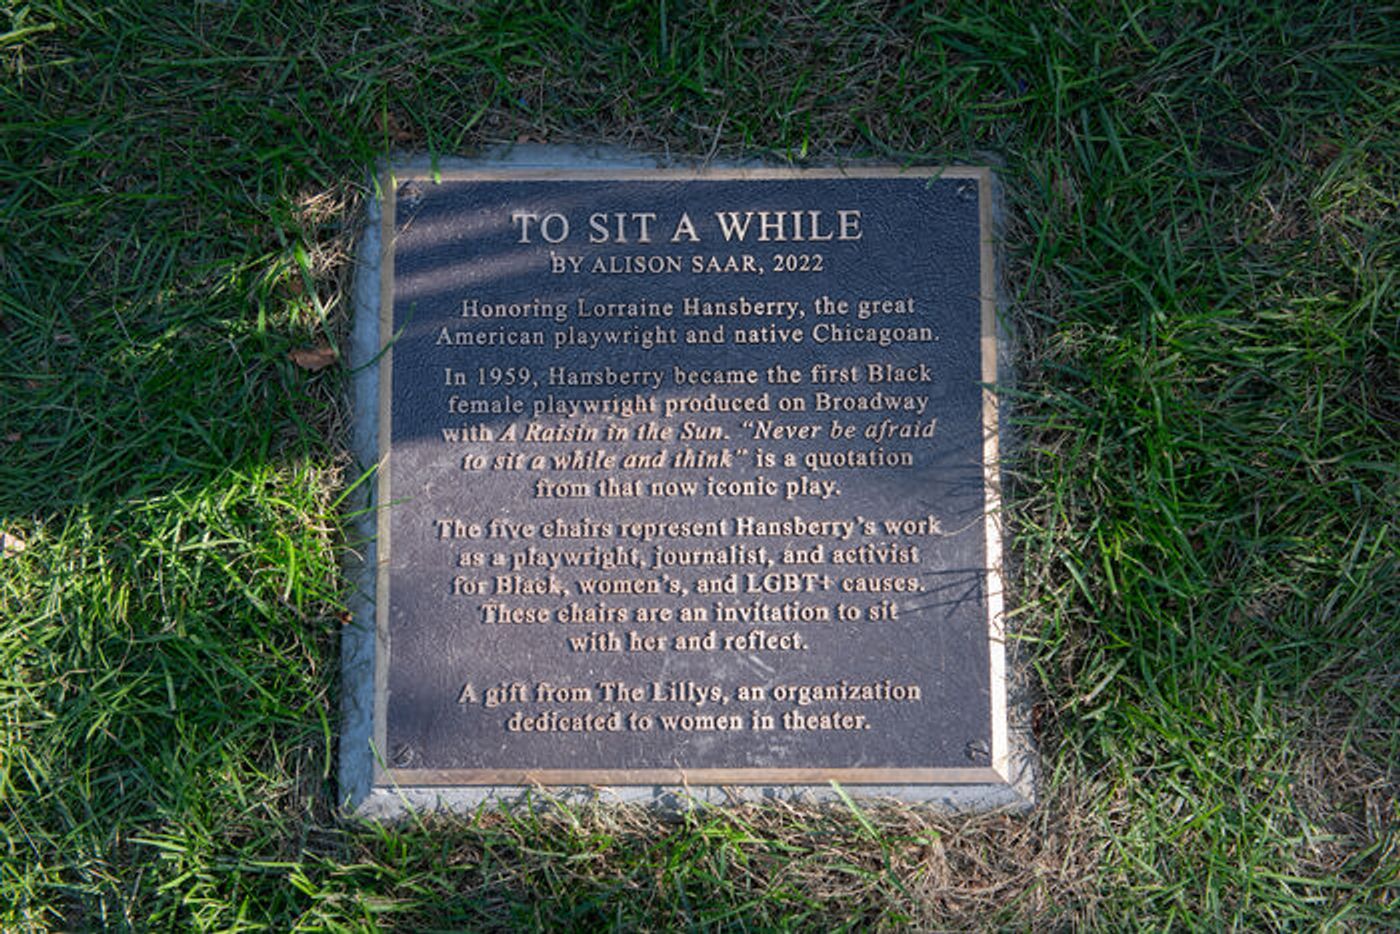 TO SIT A WHILE
BY ALISON SAAR, 2022
Honoring Lorraine Hansberry, the great
American playwright and native Chicagoan.
In 1959, Hansberry became the first Black
female playwright produced on Broadway
with A Raisin in the Sun. “Never be afraid
to sit a while and think” is a quotation
from that now iconic play.
The five chairs represent Hansberry’s work
as a playwright, journalist, and activist
for Black, women’s, and LGBT+ causes.
These chairs are an invitation to sit
with her and reflect.
A gift from The Lillys, an organization
dedicated to women in theater.